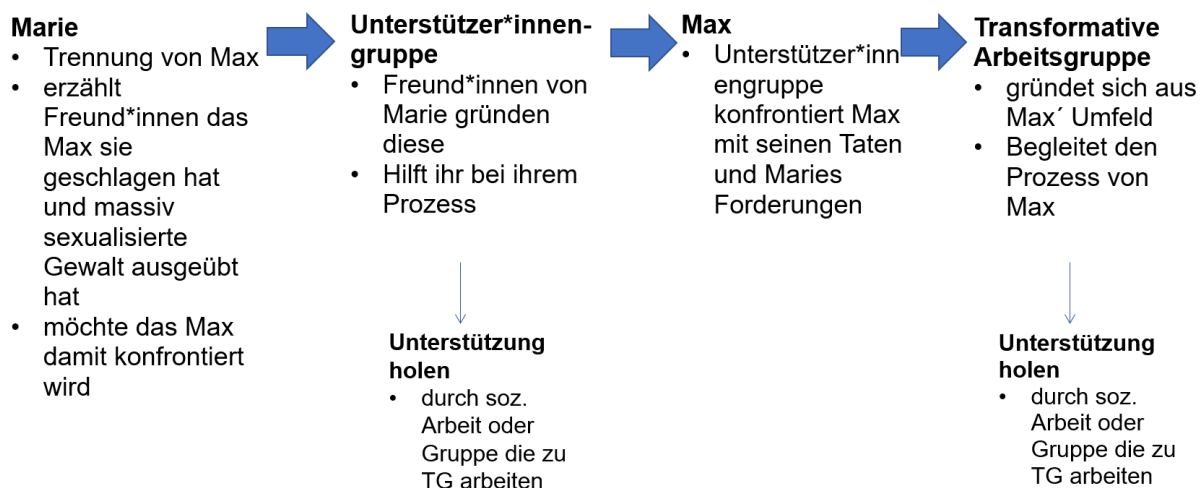 Marie
• Trennung von Max
• erzählt
Freund*innen das
Max sie
geschlagen hat
und massiv
sexualisierte
Gewalt ausgeübt
hat
• möchte das Max
damit konfrontiert
wird
Unterstützer*innen-
gruppe
• Freund*innen von
Marie gründen
diese
• Hilft ihr bei ihrem
Prozess
Unterstützung
holen
• durch soz.
Arbeit oder
Gruppe die zu
TG arbeiten
Max
• Unterstützer*inn
engruppe
konfrontiert Max
mit seinen Taten
und Maries
Forderungen
Transformative
Arbeitsgruppe
• gründet sich aus
Max´ Umfeld
• Begleitet den
Prozess von
Max
Unterstützung
holen
• durch soz.
Arbeit oder
Gruppe die zu
TG arbeiten